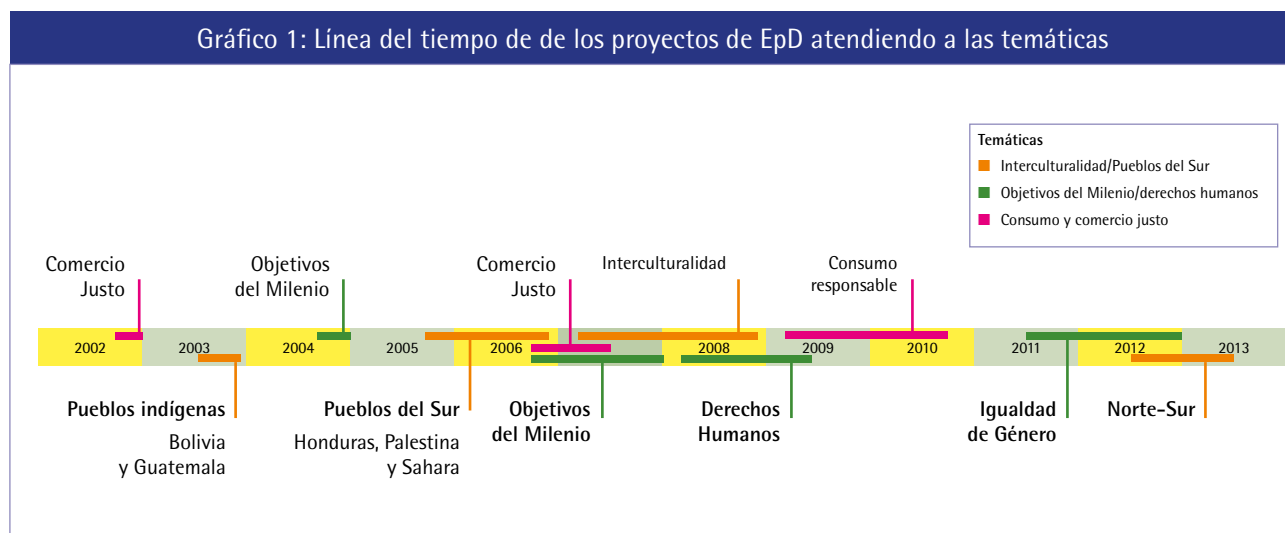 Gráfico 1: Línea del tiempo de de los proyectos de EpD atendiendo a las temáticas
Temáticas
Interculturalidad/Pueblos del Sur
Objetivos del Milenio/derechos humanos
Consumo y comercio justo
Comercio
Justo
Objetivos
del Milenio
Comercio
Justo
Interculturalidad
Consumo
responsable
2002
2003
2004
2005
2006
2008
2009
2010
2011
2012
2013
Pueblos indígenas
Bolivia
y Guatemala
Pueblos del Sur
Honduras, Palestina
y Sahara
Objetivos
del Milenio
Derechos
Humanos
Igualdad
de Género
Norte-Sur